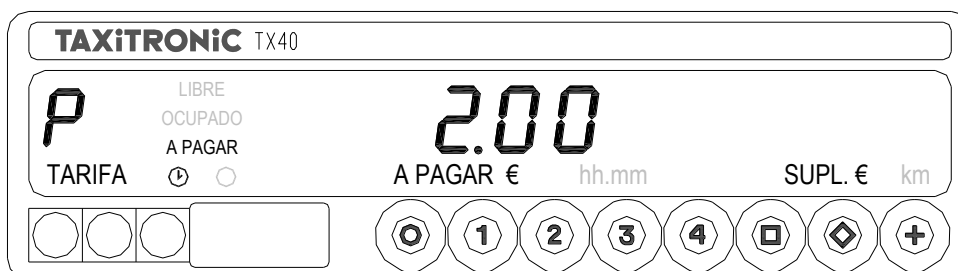 TAXiTRONiC TX40
LIBRE
OCUPADO
P 2.00
A PAGAR
TARIFA A PAGAR € hh.mm SUPL. € km
1 2 3 4